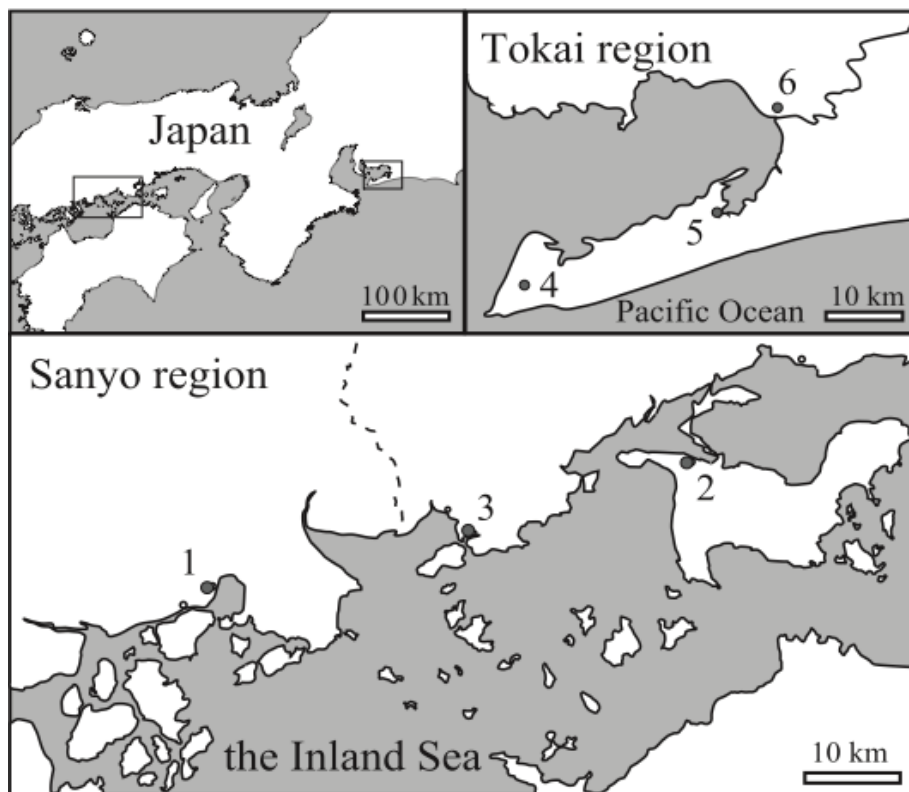 Japan
100 km
Tokai region
6
5
4
Pacific Ocean
10 km
Sanyo region
3
2
1
the Inland Sea
10 km